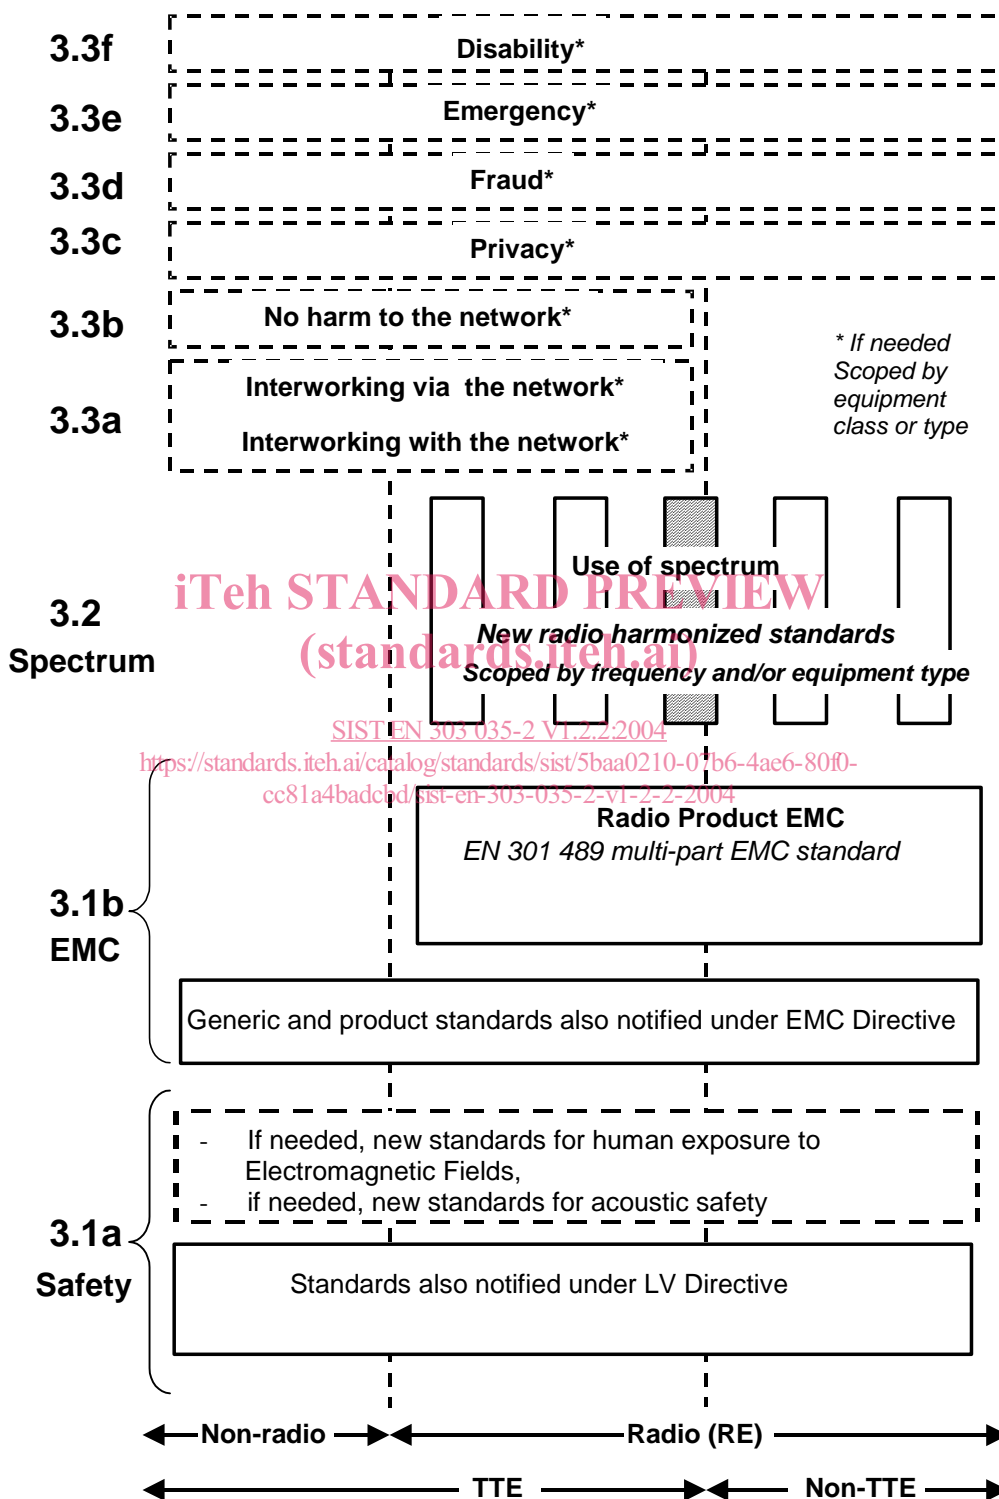 3.3f
Disability*
3.3e
Emergency*
3.3d
Fraud*
3.3c
Privacy*
3.3b
No harm to the network*
* If needed
Scoped by
equipment
class or type
3.3a
Interworking via the network*
Interworking with the network*
Use of spectrum
iTeh STANDARD PREVIEW
3.2
Spectrum
New radio harmonized standards
(standards.iteh.ai)
Scoped by frequency and/or equipment type
SIST EN 303 035-2 V1.2.2:2004
https://standards.iteh.ai/catalog/standards/sist/5baa0210-07b6-4ae6-80f0-
cc81a4badcbd/sist-en-303-035-2-v1-2-2-2004
Radio Product EMC
EN 301 489 multi-part EMC standard
3.1b
EMC
Generic and product standards also notified under EMC Directive
- If needed, new standards for human exposure to
Electromagnetic Fields,
- if needed, new standards for acoustic safety
3.1a
Safety
Standards also notified under LV Directive
Non-radio
Radio (RE)
TTE
Non-TTE